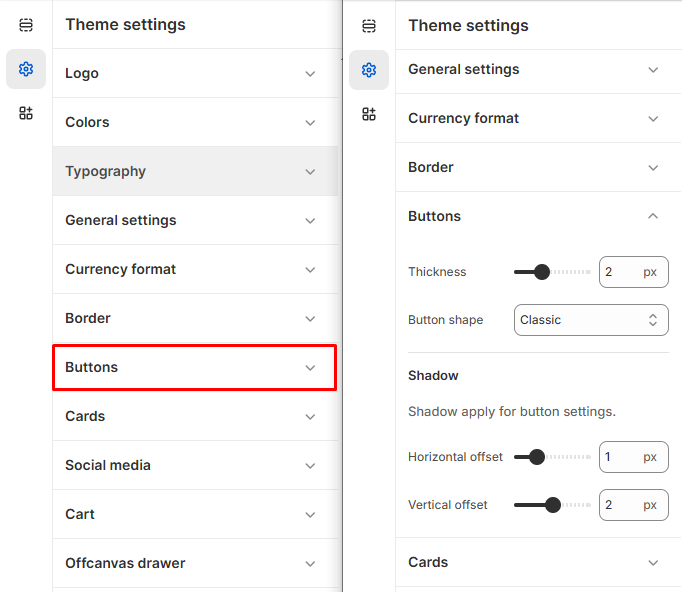 Theme settings
Logo
Colors
Typography
General settings
Currency format
Border
Buttons
Cards
Social media
Cart
Offcanvas drawer
Theme settings
General settings
Currency format
Border
Buttons
Thickness 2 px
Button shape Classic
Shadow
Shadow apply for button settings.
Horizontal offset 1 px
Vertical offset 2 px
Cards